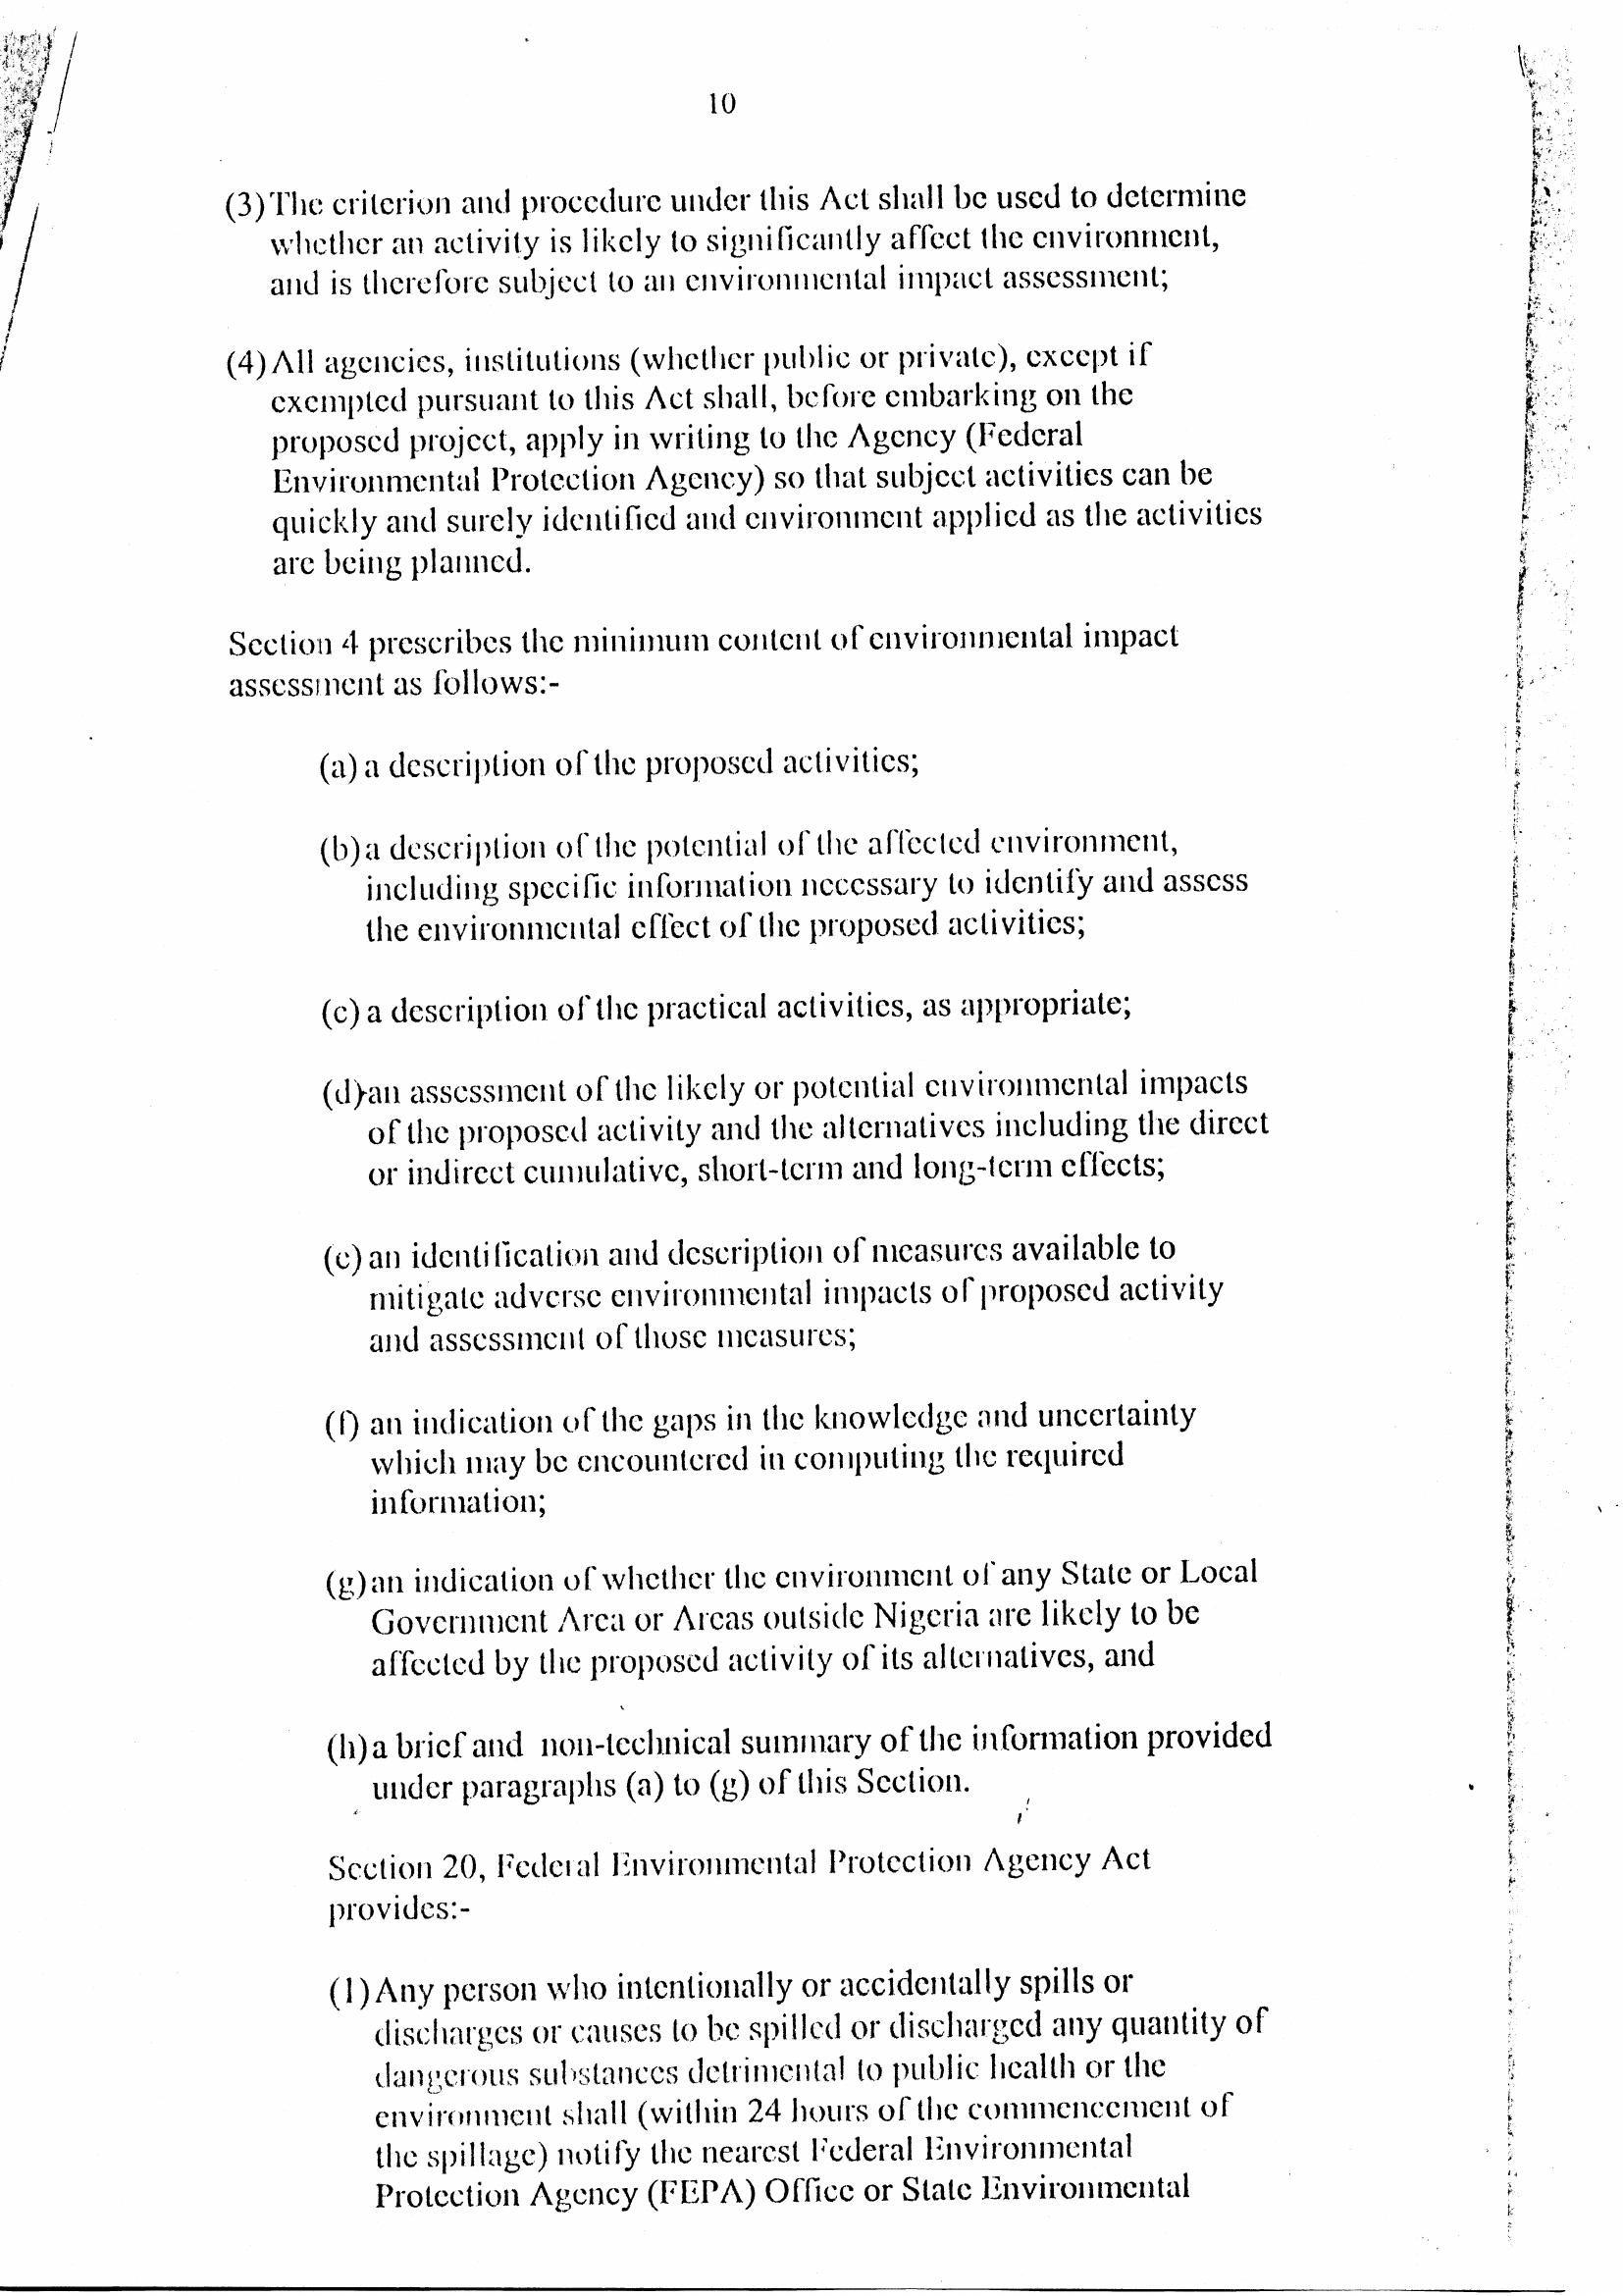 10
(3) The criterion and procedure under this Act shall be used to determine
whether an activity is likely to significantly affect the environment,
and is therefore subject to an environmental impact assessment;
(4) All agencies, institutions (whether public or private), except if
exempted pursuant to this Act shall, before embarking on the
proposed project, apply in writing to the Agency (Federal
Environmental Protection Agency) so that subject activities can be
quickly and surely identified and environment applied as the activities
are being planned.
Section 4 prescribes the minimum content of environmental impact
assessment as follows:-
(a) a description of the proposed activities;
(b) a description of the potential of the affected environment,
including specific information necessary to identify and assess
the environmental effect of the proposed activities;
(c) a description of the practical activities, as appropriate;
(d) an assessment of the likely or potential environmental impacts
of the proposed activity and the alternatives including the direct
or indirect cumulative, short-term and long-term effects;
(e) an identification and description of measures available to
mitigate adverse environmental impacts of proposed activity
and assessment of those measures;
(f) an indication of the gaps in the knowledge and uncertainty
which may be encountered in computing the required
information;
(g) an indication of whether the environment of any State or Local
Government Area or Areas outside Nigeria are likely to be
affected by the proposed activity of its alternatives, and
(h) a brief and non-technical summary of the information provided
under paragraphs (a) to (g) of this Section.
Section 20, Federal Environmental Protection Agency Act
provides:-
(1) Any person who intentionally or accidentally spills or
discharges or causes to be spilled or discharged any quantity of
dangerous substances detrimental to public health or the
environment shall (within 24 hours of the commencement of
the spillage) notify the nearest Federal Environmental
Protection Agency (FEPA) Office or State Environmental